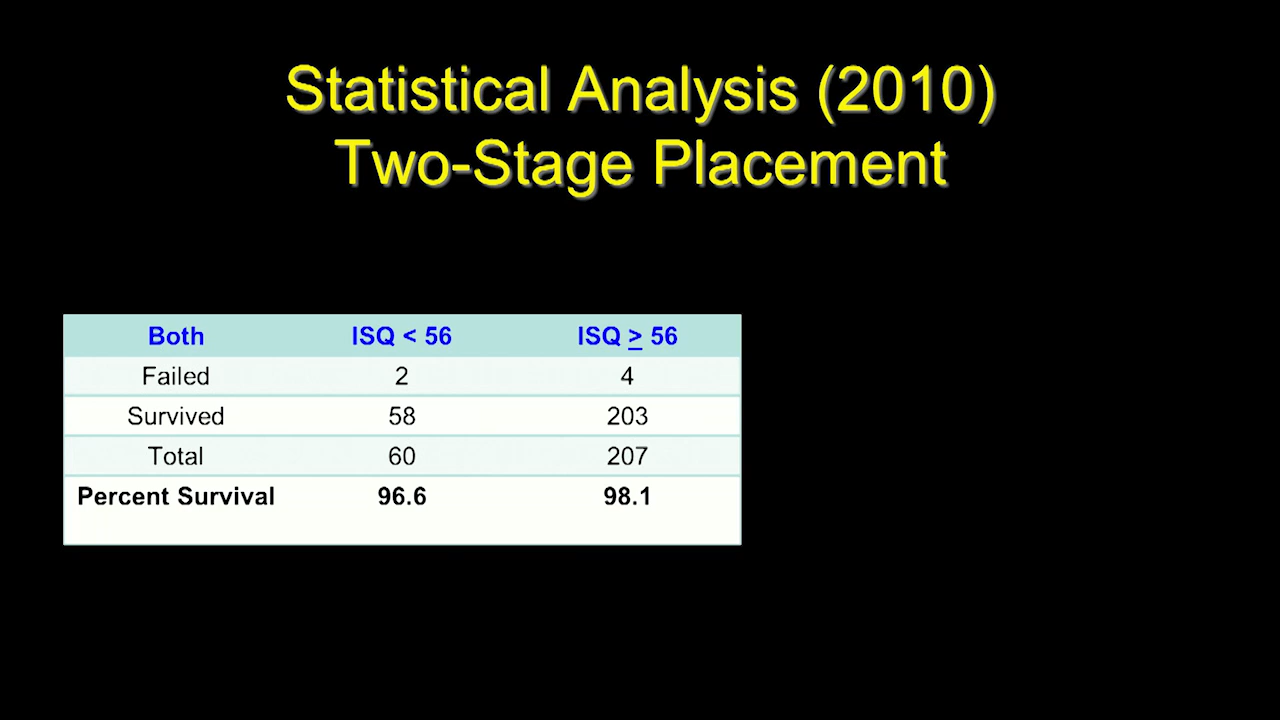 Statistical Analysis (2010)
Two-Stage Placement
Both ISQ < 56 ISQ > 56
Failed 2 4
Survived 58 203
Total 60 207
Percent Survival 96.6 98.1